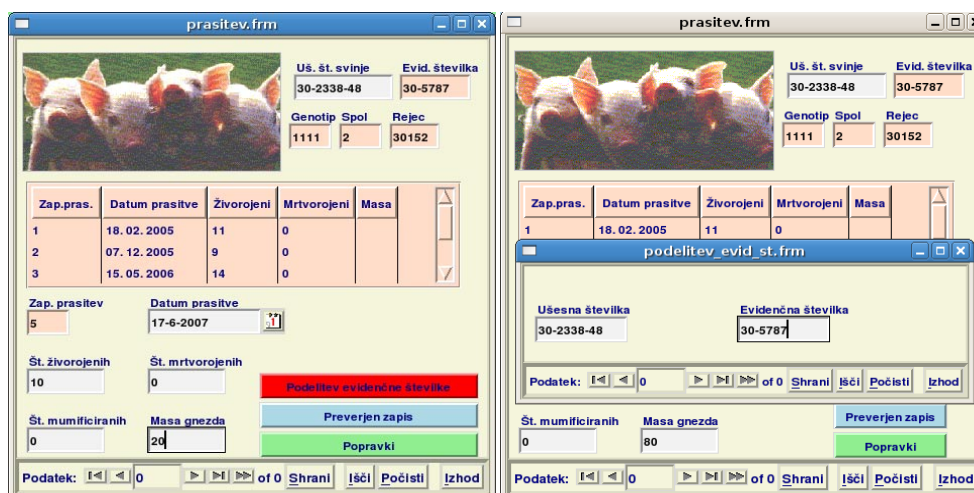 prasitev.frm
Uš. št. svinje Evid. številka
30-2338-48 30-5787
Genotip Spol Rejec
1111 2 30152
Zap.pras. Datum prasitve Živorojeni Mrtvorojeni Masa
1 18. 02. 2005 11 0
2 07. 12. 2005 9 0
3 15. 05. 2006 14 0
Zap. prasitev Datum prasitve
5 17-6-2007
Št. živorojenih Št. mrtvorojenih
10 0
Podelitev evidenčne številke
Št. mumificiranih Masa gnezda Preverjen zapis
0 20 Popravki
Podatek: 0 of 0 Shrani Išči Počisti Izhod
prasitev.frm
Uš. št. svinje Evid. številka
30-2338-48 30-5787
Genotip Spol Rejec
1111 2 30152
Zap.pras. Datum prasitve Živorojeni Mrtvorojeni Masa
1 18. 02. 2005 11 0
podelitev_evid_st.frm
Ušesna številka Evidenčna številka
30-2338-48 30-5787
Podatek: 0 of 0 Shrani Išči Počisti Izhod
Št. mumificiranih Masa gnezda Preverjen zapis
0 80 Popravki
Podatek: 0 of 0 Shrani Išči Počisti Izhod